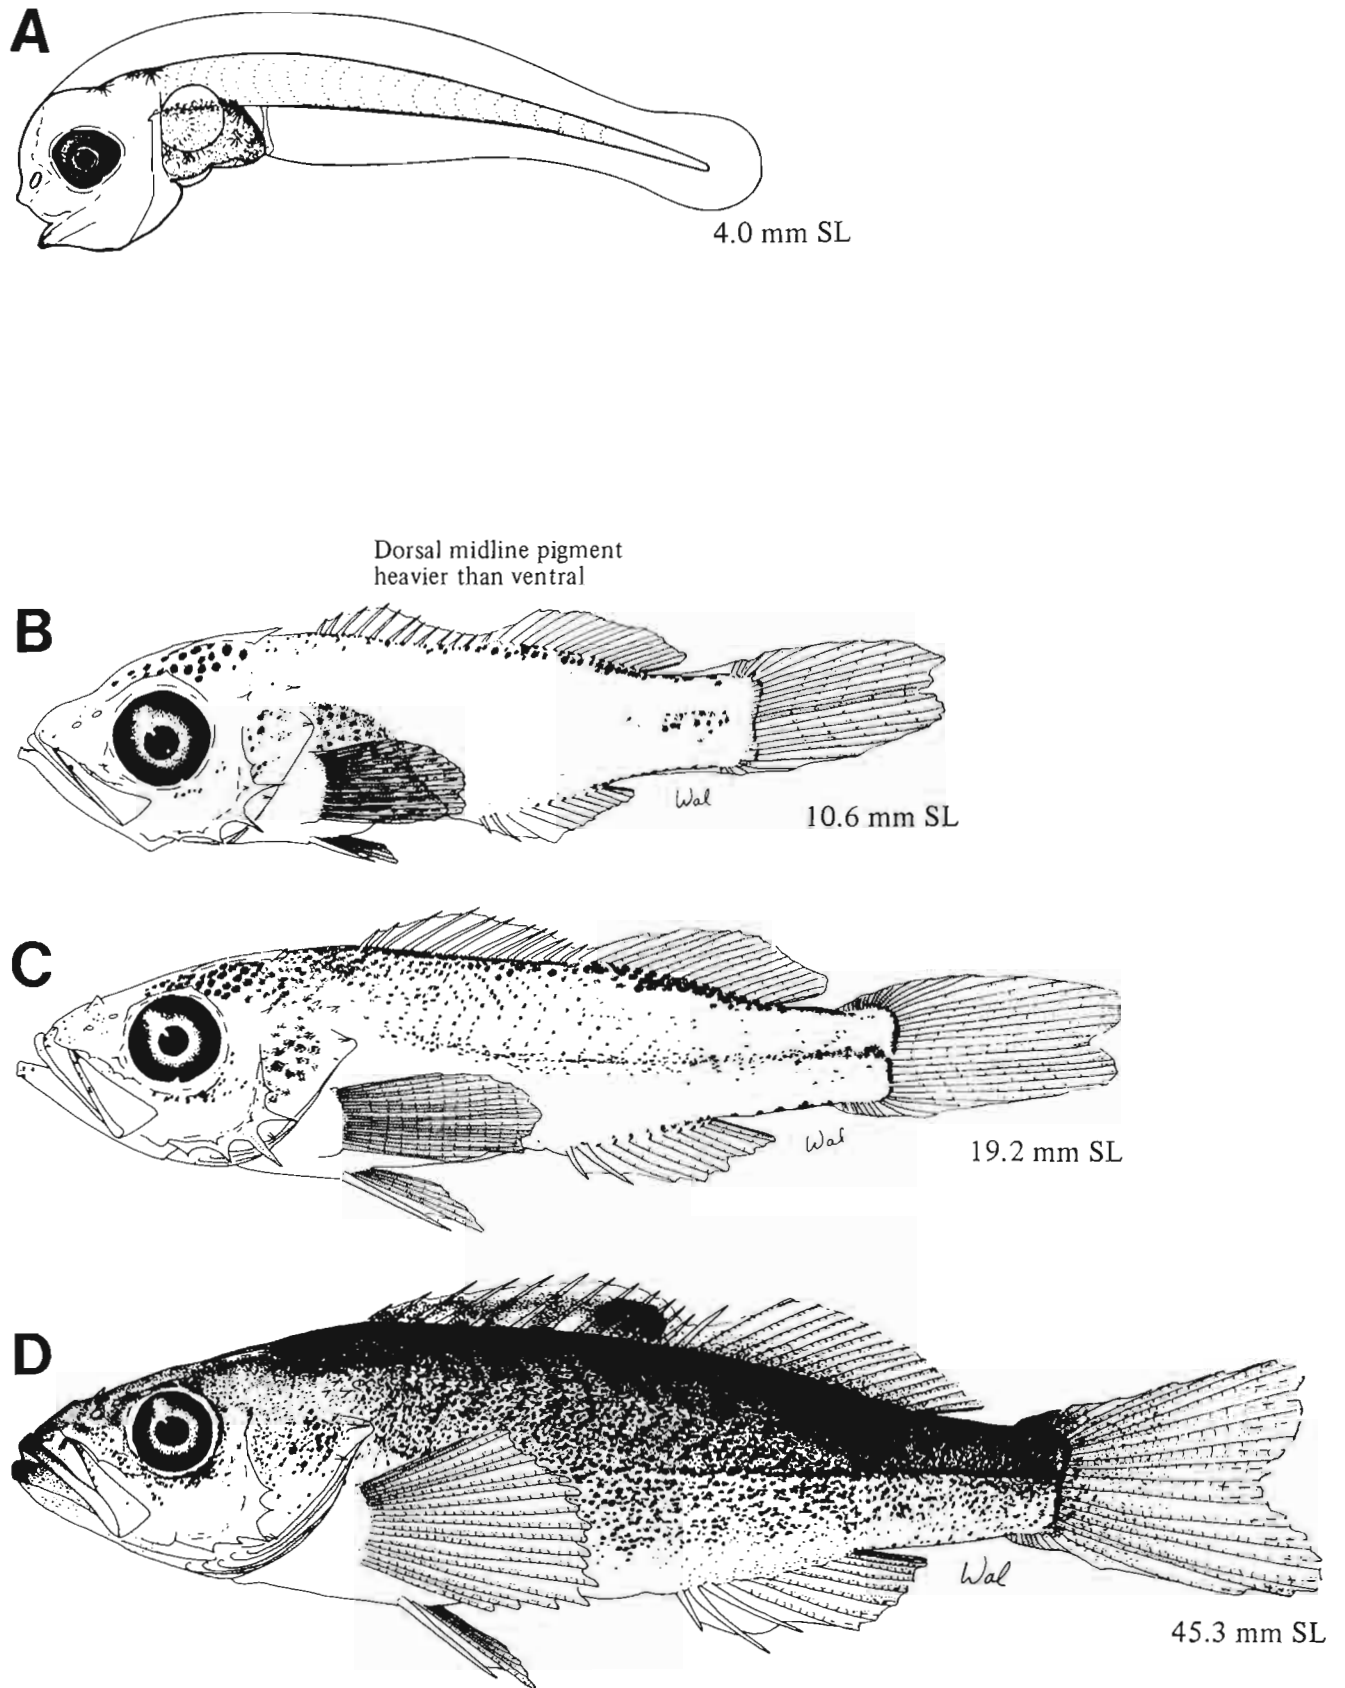 A
4.0 mm SL
Dorsal midline pigment
heavier than ventral
B
Wal
10.6 mm SL
C
Wal
19.2 mm SL
D
Wal
45.3 mm SL